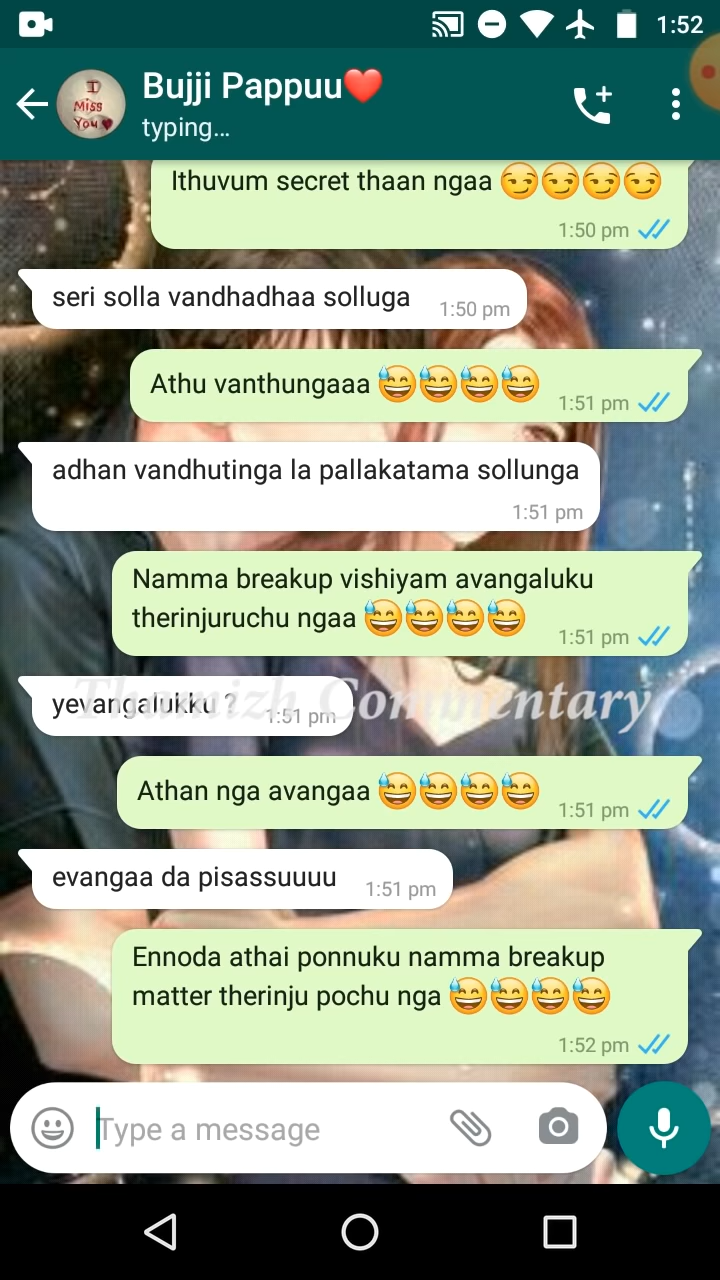 1:52
I
Miss
You
Bujji Pappuu❤️
typing...
Ithuvum secret thaan ngaa 😏😏😏😏
1:50 pm
seri solla vandhadhaa solluga
1:50 pm
Athu vanthungaaa 😅😅😅😅
1:51 pm
adhan vandhutinga la pallakatama sollunga
1:51 pm
Namma breakup vishiyam avangaluku
therinjuruchu ngaa 😅😅😅😅
1:51 pm
yevangalukku ?
1:51 pm
Thamizh Commentary
Athan nga avangaa 😅😅😅😅
1:51 pm
evangaa da pisassuuuu
1:51 pm
Ennoda athai ponnuku namma breakup
matter therinju pochu nga 😅😅😅😅
1:52 pm
Type a message